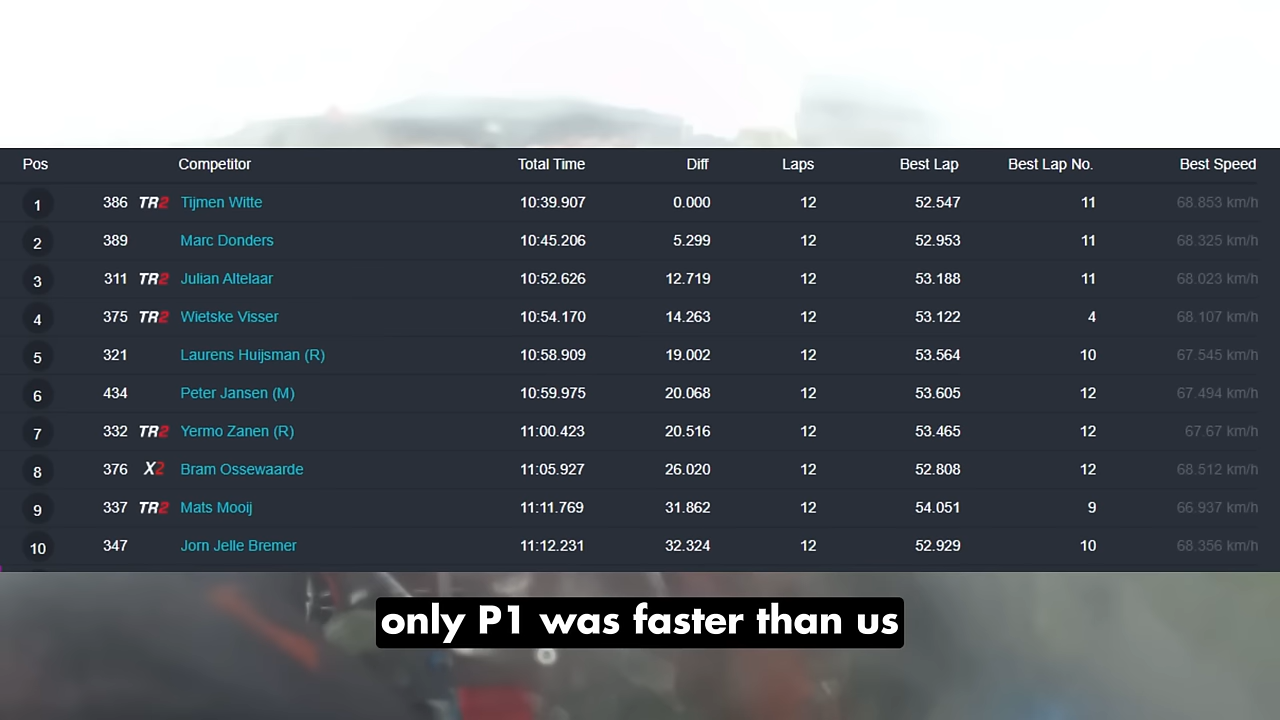 Pos Competitor Total Time Diff Laps Best Lap Best Lap No. Best Speed
1 386 TR2 Tijmen Witte 10:39.907 0.000 12 52.547 11 68.853 km/h
2 389 Marc Donders 10:45.206 5.299 12 52.953 11 68.325 km/h
3 311 TR2 Julian Altelaar 10:52.626 12.719 12 53.188 11 68.023 km/h
4 375 TR2 Wietske Visser 10:54.170 14.263 12 53.122 4 68.107 km/h
5 321 Laurens Huijsman (R) 10:58.909 19.002 12 53.564 10 67.545 km/h
6 434 Peter Jansen (M) 10:59.975 20.068 12 53.605 12 67.494 km/h
7 332 TR2 Yermo Zanen (R) 11:00.423 20.516 12 53.465 12 67.67 km/h
8 376 X2 Bram Ossewaarde 11:05.927 26.020 12 52.808 12 68.512 km/h
9 337 TR2 Mats Mooij 11:11.769 31.862 12 54.051 9 66.937 km/h
10 347 Jorn Jelle Bremer 11:12.231 32.324 12 52.929 10 68.356 km/h
only P1 was faster than us